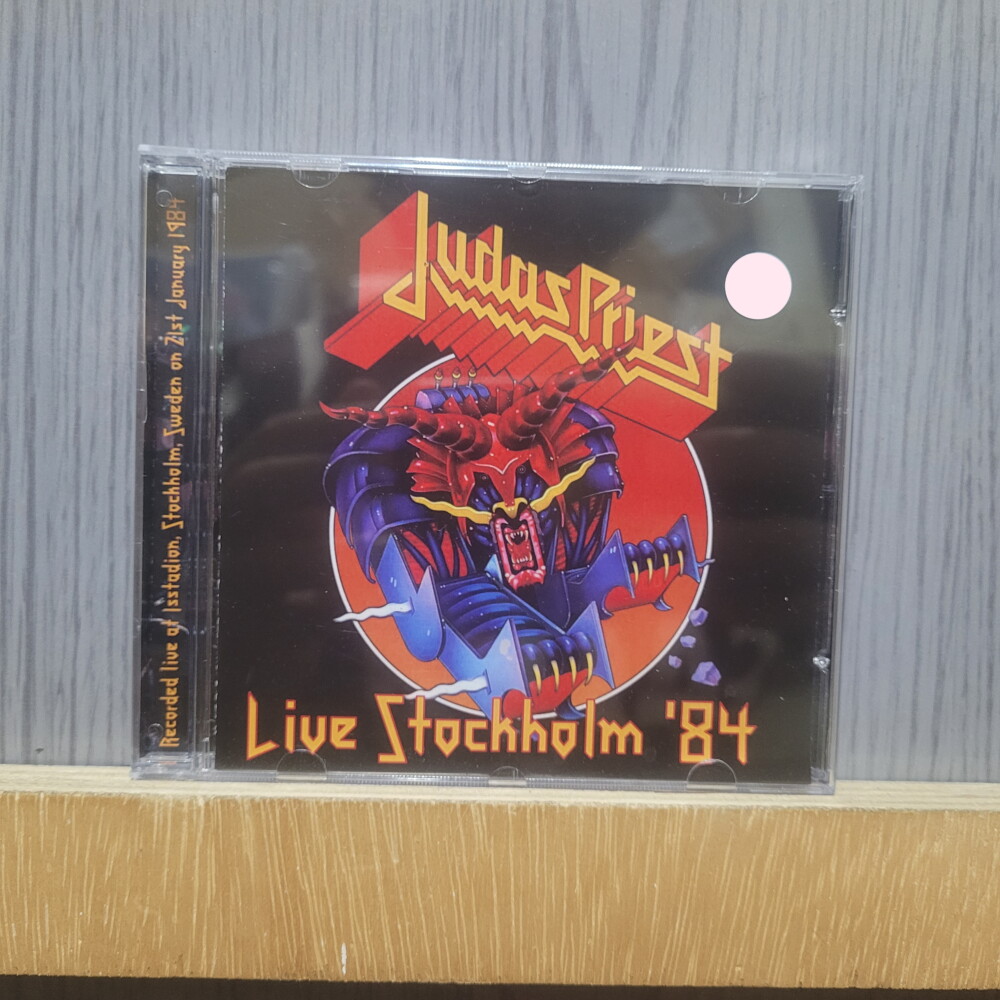 Judas Priest
Live Stockholm '84
Recorded live at Isstadion, Stockholm, Sweden on 21st January 1984